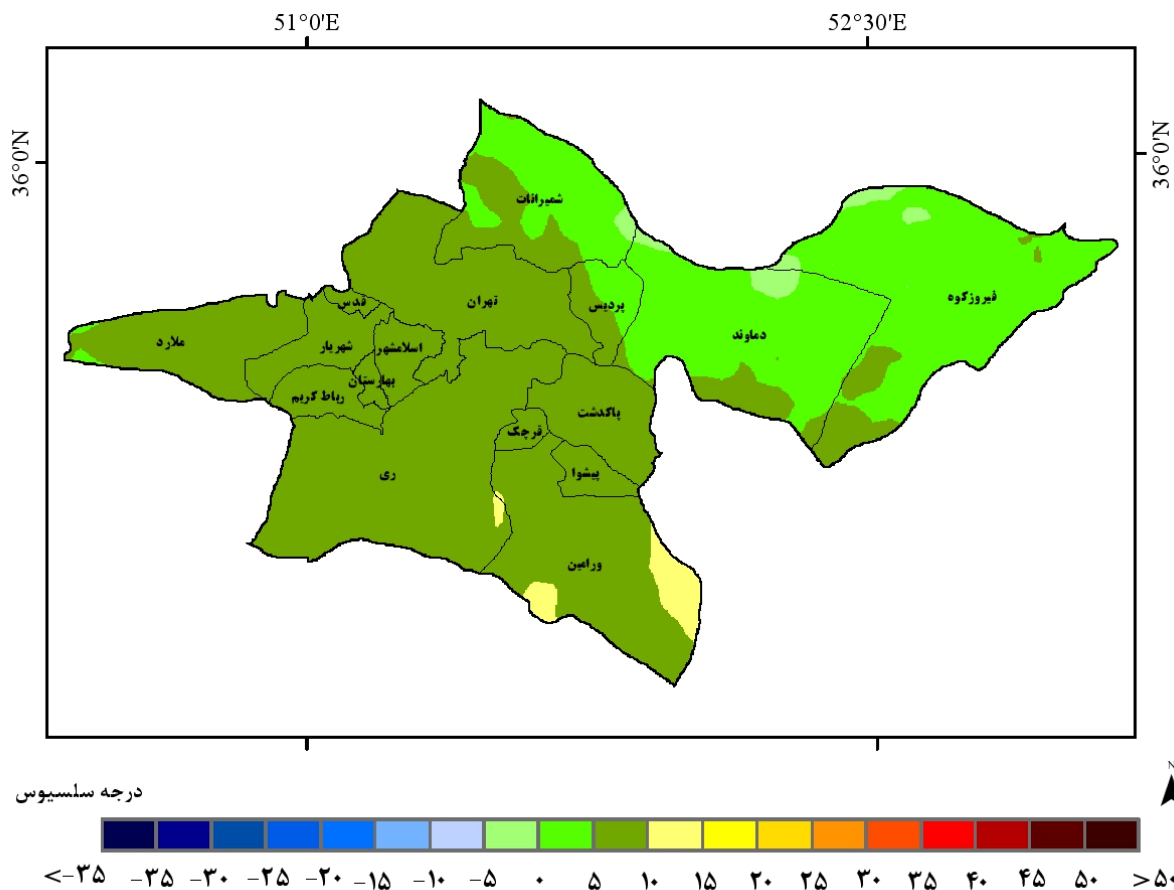 51°0'E 52°30'E
36°0'N 36°0'N
شمیرانات
تهران
پردیس
دماوند
فیروزکوه
قدس
ملارد
شهریار
اسلامشهر
بهارستان
رباط کریم
پاکدشت
قرچک
پیشوا
ری
ورامین
N
درجه سلسیوس
<-۳۵ -۳۵ -۳۰ -۲۵ -۲۰ -۱۵ -۱۰ -۵ ۰ ۵ ۱۰ ۱۵ ۲۰ ۲۵ ۳۰ ۳۵ ۴۰ ۴۵ ۵۰ >۵۰